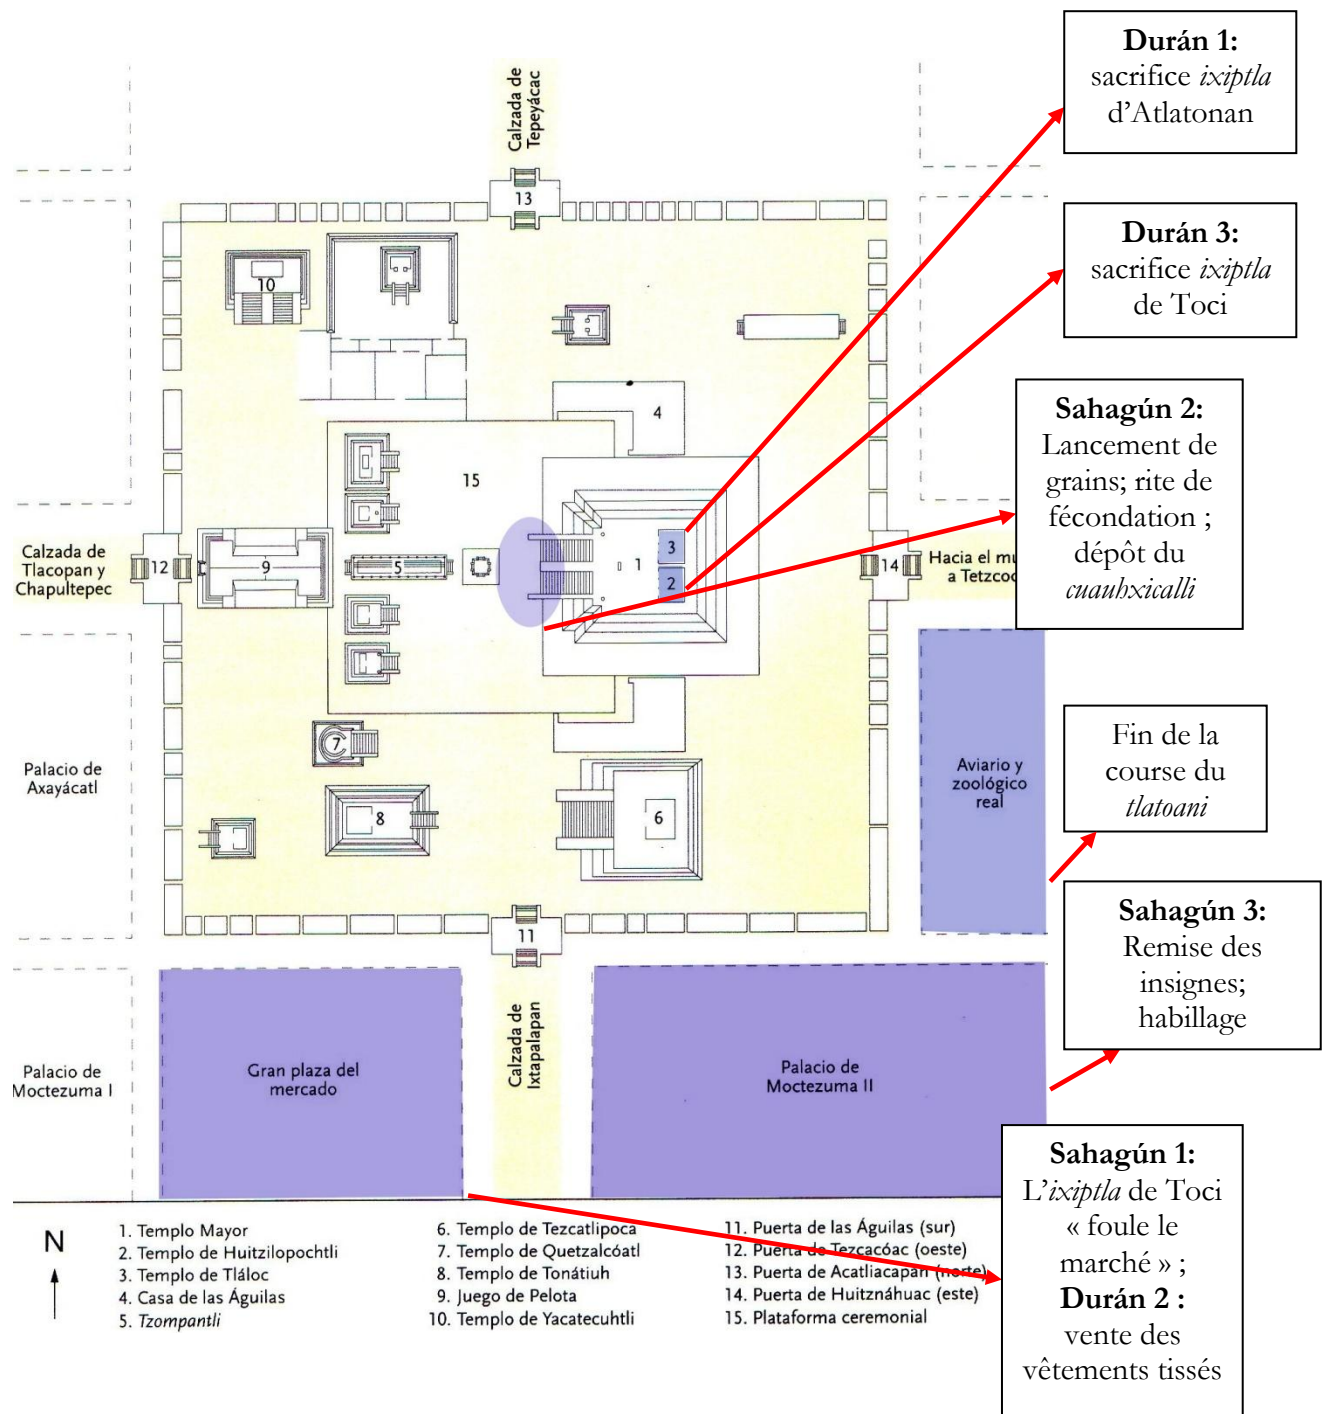 Durán 1:
sacrifice ixiptla
d'Atlatonan
Calzada de
Tepeyácac
13
Durán 3:
sacrifice ixiptla
de Toci
10
4
Sahagún 2:
Lancement de
grains; rite de
fécondation ;
dépôt du
cuauhxicalli
15
Calzada de
Tlacopan y
Chapultepec
12
9
5
1
3
2
14
Hacia el
a Tetzcoc
7
8
6
Palacio de
Axayácatl
Aviario y
zoológico
real
Fin de la
course du
tlatoani
Sahagún 3:
Remise des
insignes;
habillage
11
Palacio de
Moctezuma I
Gran plaza del
mercado
Calzada de
Ixtapalapan
Palacio de
Moctezuma II
Sahagún 1:
L'ixiptla de Toci
« foule le
marché » ;
Durán 2 :
vente des
vêtements tissés
N
1. Templo Mayor
2. Templo de Huitzilopochtli
3. Templo de Tláloc
4. Casa de las Águilas
5. Tzompantli
6. Templo de Tezcatlipoca
7. Templo de Quetzalcóatl
8. Templo de Tonátiuh
9. Juego de Pelota
10. Templo de Yacatecuhtli
11. Puerta de las Águilas (sur)
12. Puerta de Tezcacóac (oeste)
13. Puerta de Acatliacapan (norte)
14. Puerta de Huitznáhuac (este)
15. Plataforma ceremonial